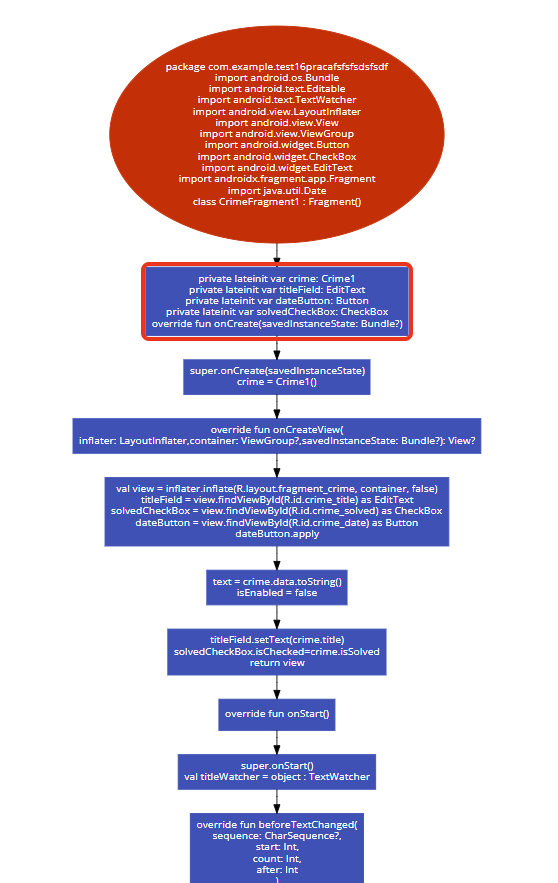 package com.example.test16pracafsfsfsdsfsdf
import android.os.Bundle
import android.text.Editable
import android.text.TextWatcher
import android.view.LayoutInflater
import android.view.View
import android.view.ViewGroup
import android.widget.Button
import android.widget.CheckBox
import android.widget.EditText
import androidx.fragment.app.Fragment
import java.util.Date
class CrimeFragment1 : Fragment()
private lateinit var crime: Crime1
private lateinit var titleField: EditText
private lateinit var dateButton: Button
private lateinit var solvedCheckBox: CheckBox
override fun onCreate(savedInstanceState: Bundle?)
super.onCreate(savedInstanceState)
crime = Crime1()
override fun onCreateView(
inflater: LayoutInflater,container: ViewGroup?,savedInstanceState: Bundle?): View?
val view = inflater.inflate(R.layout.fragment_crime, container, false)
titleField = view.findViewById(R.id.crime_title) as EditText
solvedCheckBox = view.findViewById(R.id.crime_solved) as CheckBox
dateButton = view.findViewById(R.id.crime_date) as Button
dateButton.apply
text = crime.data.toString()
isEnabled = false
titleField.setText(crime.title)
solvedCheckBox.isChecked=crime.isSolved
return view
override fun onStart()
super.onStart()
val titleWatcher = object : TextWatcher
override fun beforeTextChanged(
sequence: CharSequence?,
start: Int,
count: Int,
after: Int
)